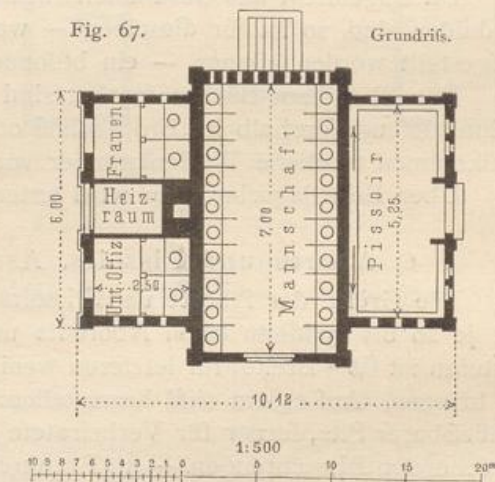 Fig. 67.
Grundriſs.
Frauen
Heiz-
raum
Unt.Offiz
2,50
6,00
Mannschaft
7,00
Pissoir
5,25
10,42
1:500
10 9 8 7 6 5 4 3 2 1 0 5 10 15 20m